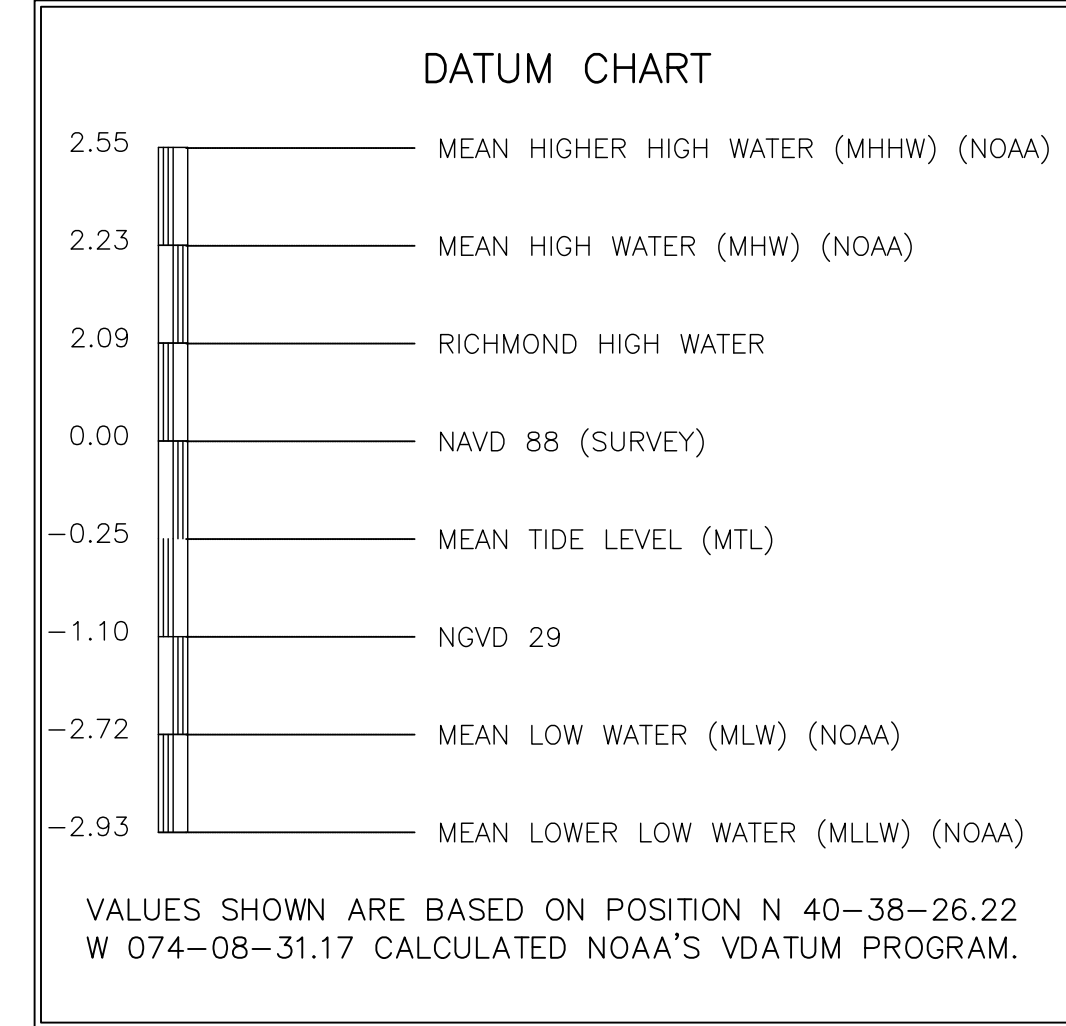 DATUM CHART
2.55 MEAN HIGHER HIGH WATER (MHHW) (NOAA)
2.23 MEAN HIGH WATER (MHW) (NOAA)
2.09 RICHMOND HIGH WATER
0.00 NAVD 88 (SURVEY)
-0.25 MEAN TIDE LEVEL (MTL)
-1.10 NGVD 29
-2.72 MEAN LOW WATER (MLW) (NOAA)
-2.93 MEAN LOWER LOW WATER (MLLW) (NOAA)
VALUES SHOWN ARE BASED ON POSITION N 40-38-26.22
W 074-08-31.17 CALCULATED NOAA'S VDATUM PROGRAM.